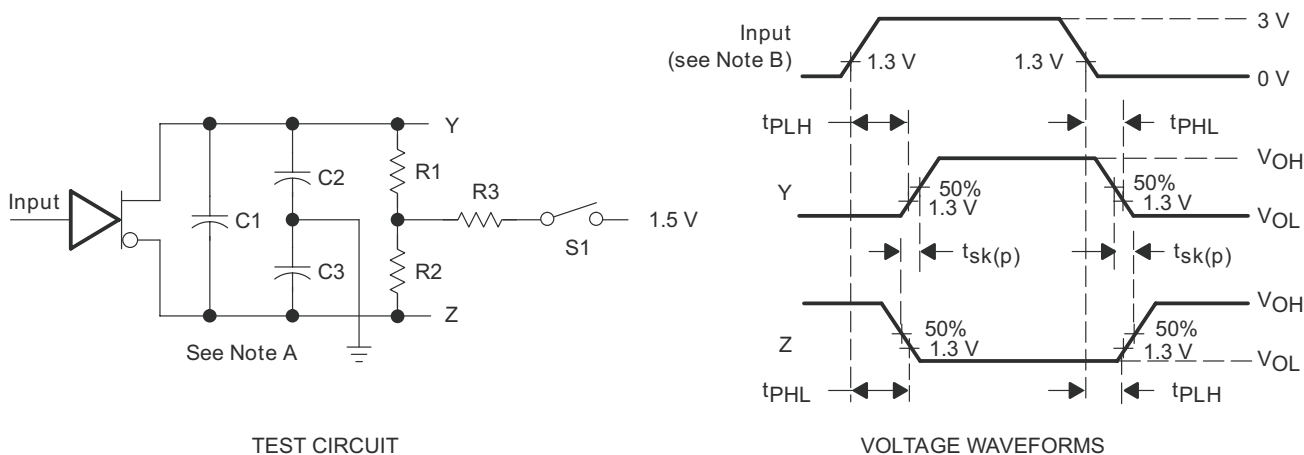 Input
(see Note B)
1.3 V
1.3 V
3 V
0 V
tPLH
tPHL
Y
50%
1.3 V
50%
1.3 V
VOH
VOL
tsk(p)
tsk(p)
Z
50%
1.3 V
50%
1.3 V
VOH
VOL
tPHL
tPLH
Input
C1
C2
C3
R1
R2
R3
S1
1.5 V
Y
Z
See Note A
TEST CIRCUIT
VOLTAGE WAVEFORMS